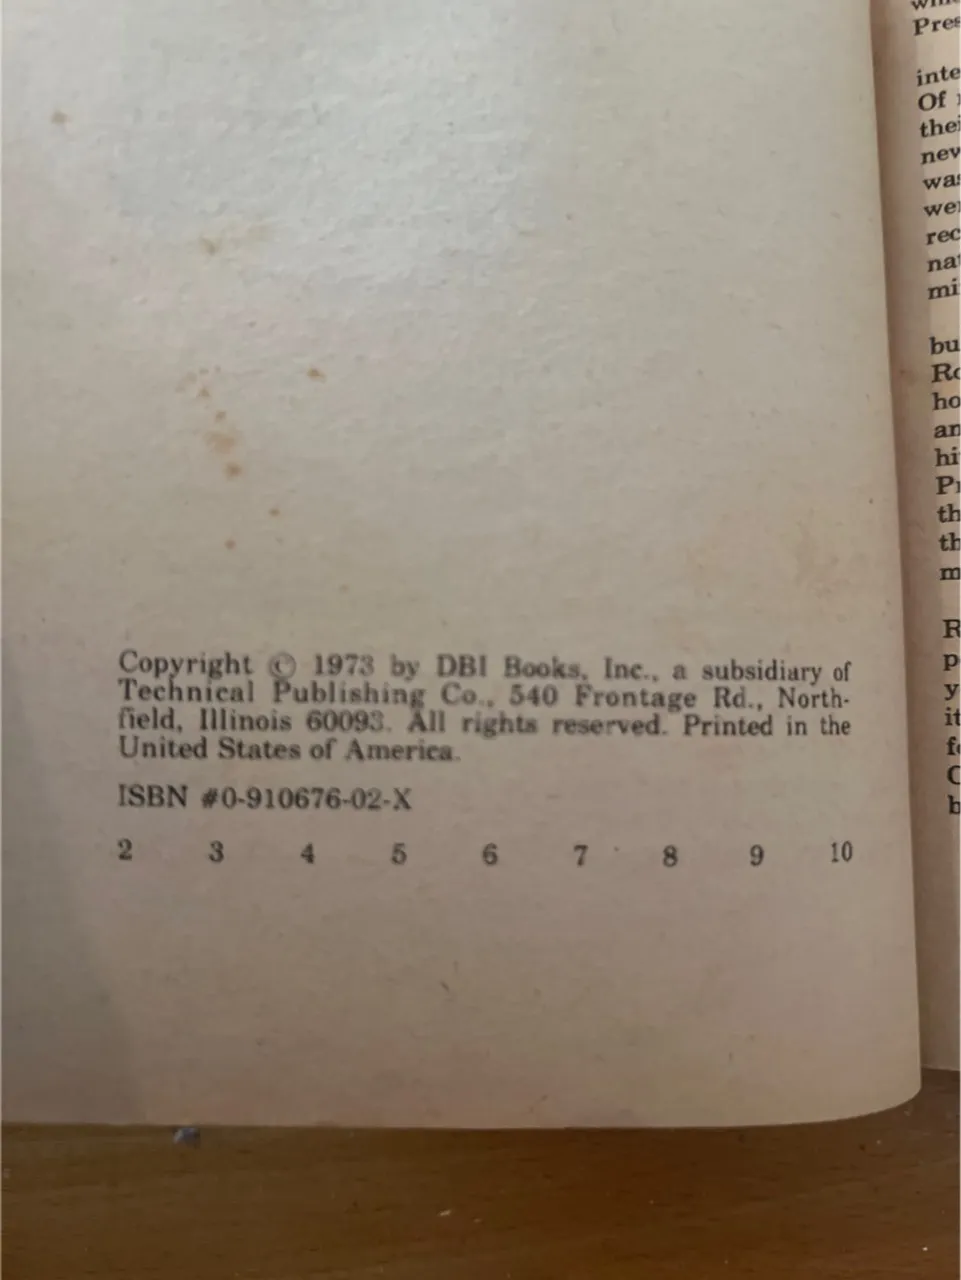 Copyright © 1973 by DBI Books, Inc., a subsidiary of
Technical Publishing Co., 540 Frontage Rd., North-
field, Illinois 60093. All rights reserved. Printed in the
United States of America.
ISBN #0-910676-02-X
2 3 4 5 6 7 8 9 10
Of